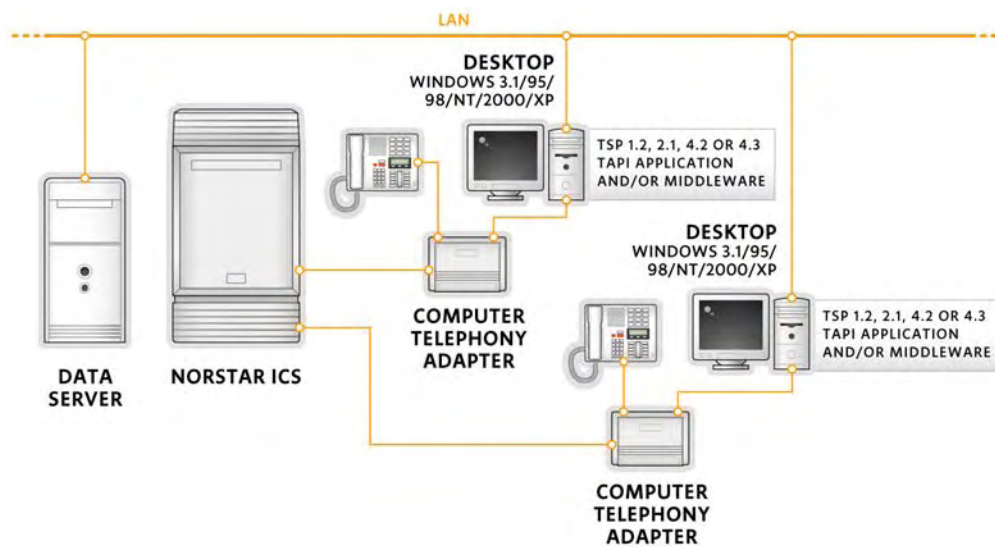 LAN
DESKTOP
WINDOWS 3.1/95/
98/NT/2000/XP
TSP 1.2, 2.1, 4.2 OR 4.3
TAPI APPLICATION
AND/OR MIDDLEWARE
DESKTOP
WINDOWS 3.1/95/
98/NT/2000/XP
TSP 1.2, 2.1, 4.2 OR 4.3
TAPI APPLICATION
AND/OR MIDDLEWARE
COMPUTER
TELEPHONY
ADAPTER
DATA
SERVER
NORSTAR ICS
COMPUTER
TELEPHONY
ADAPTER